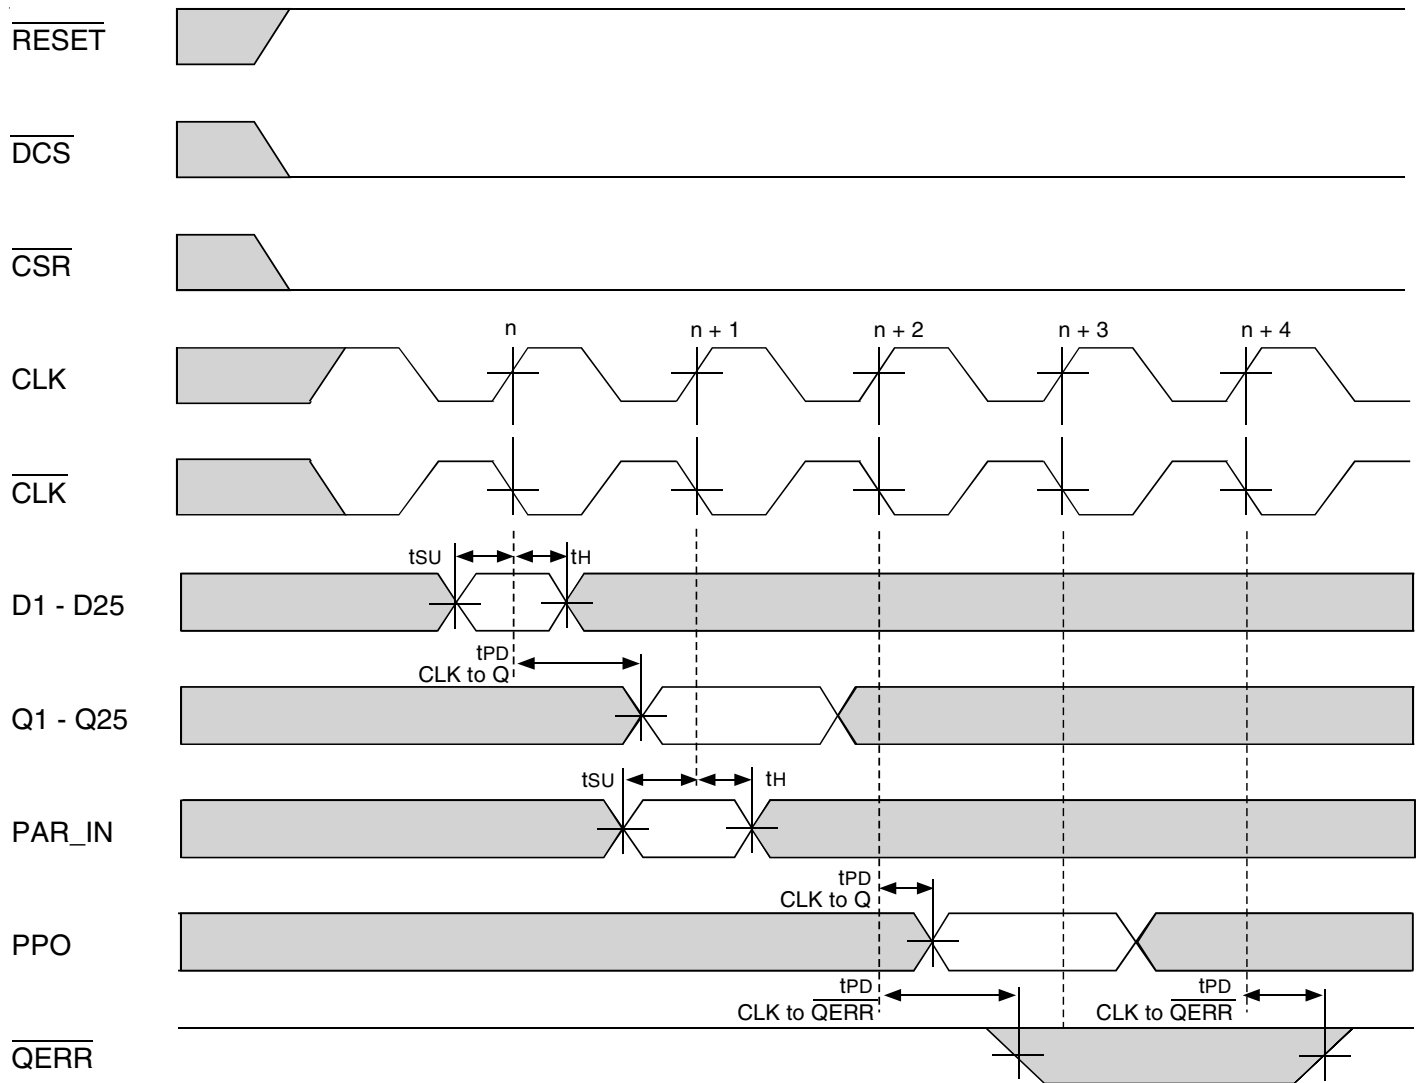 RESET
DCS
CSR
n n + 1 n + 2 n + 3 n + 4
CLK
CLK
tSU tH
D1 - D25
tPD
CLK to Q
Q1 - Q25
tSU tH
PAR_IN
tPD
CLK to Q
PPO
tPD tPD
CLK to QERR CLK to QERR
QERR